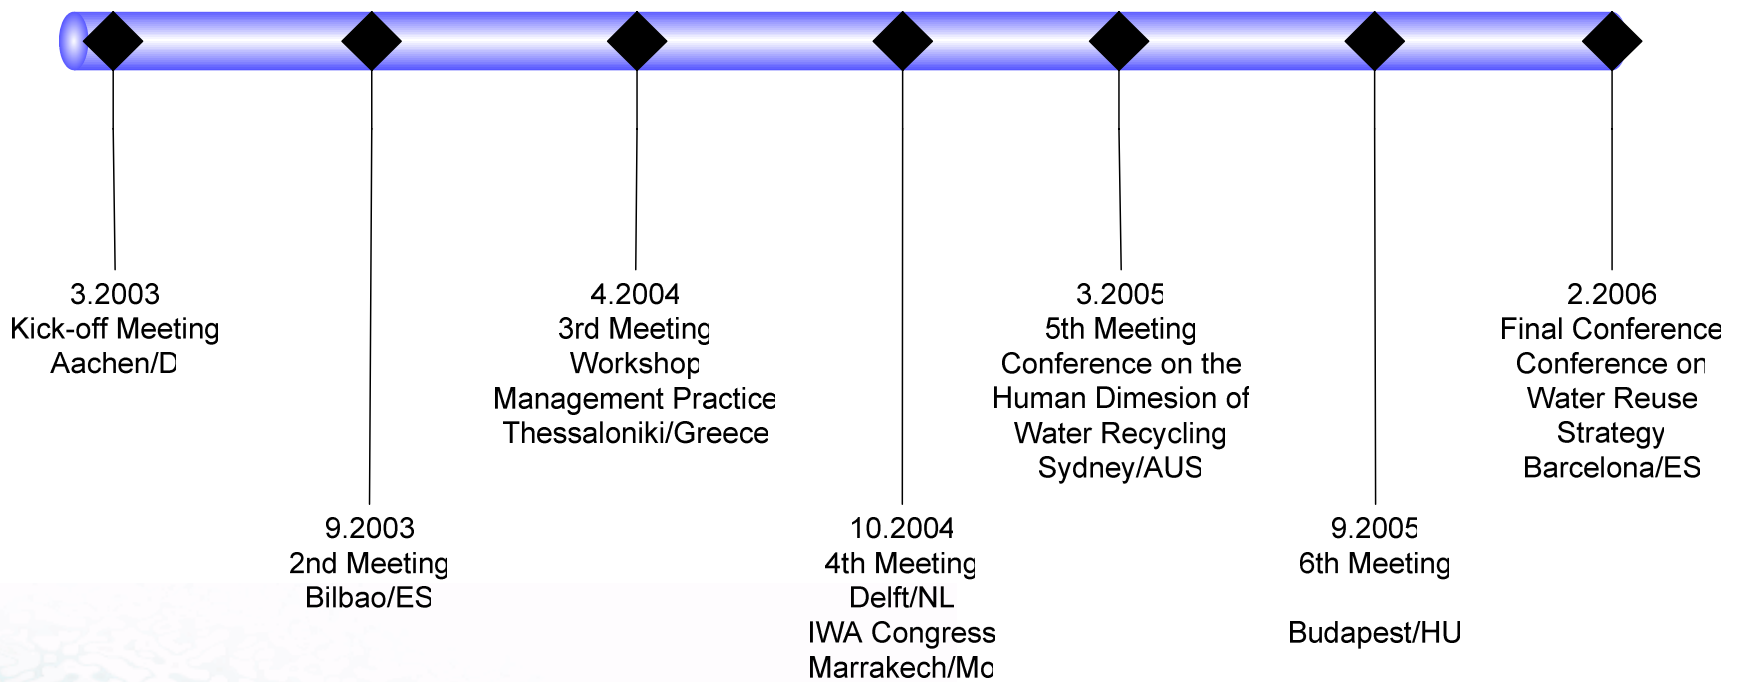 3.2003
Kick-off Meeting
Aachen/D
9.2003
2nd Meeting
Bilbao/ES
4.2004
3rd Meeting
Workshop
Management Practice
Thessaloniki/Greece
10.2004
4th Meeting
Delft/NL
IWA Congress
Marrakech/Mo
3.2005
5th Meeting
Conference on the
Human Dimesion of
Water Recycling
Sydney/AUS
9.2005
6th Meeting
Budapest/HU
2.2006
Final Conference
Conference on
Water Reuse
Strategy
Barcelona/ES